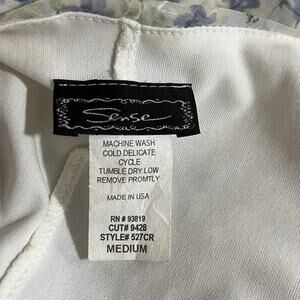 Sense
MACHINE WASH
COLD DELICATE
CYCLE
TUMBLE DRY LOW
REMOVE PROMTLY
MADE IN USA
RN # 93819
CUT# 9428
STYLE# 527CR
MEDIUM